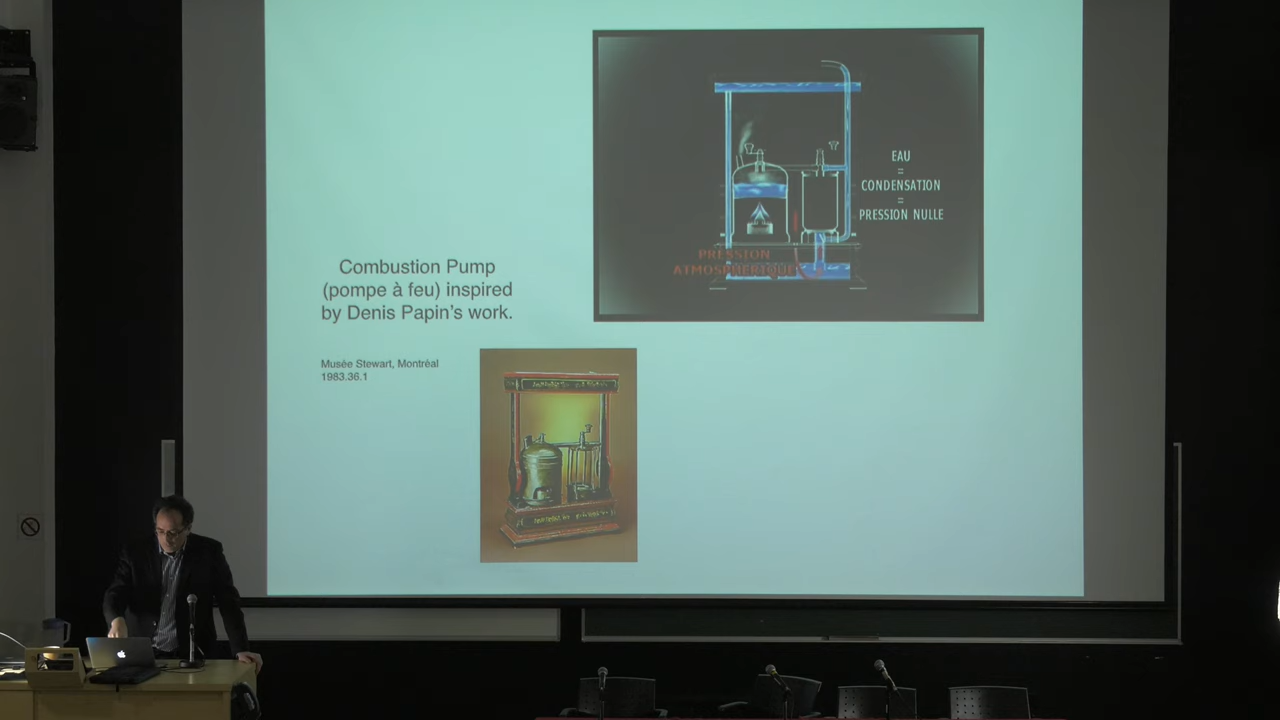 EAU
=
CONDENSATION
=
PRESSION NULLE
PRESSION
ATMOSPHÉRIQUE
Combustion Pump
(pompe à feu) inspired
by Denis Papin's work.
Musée Stewart, Montréal
1983.36.1